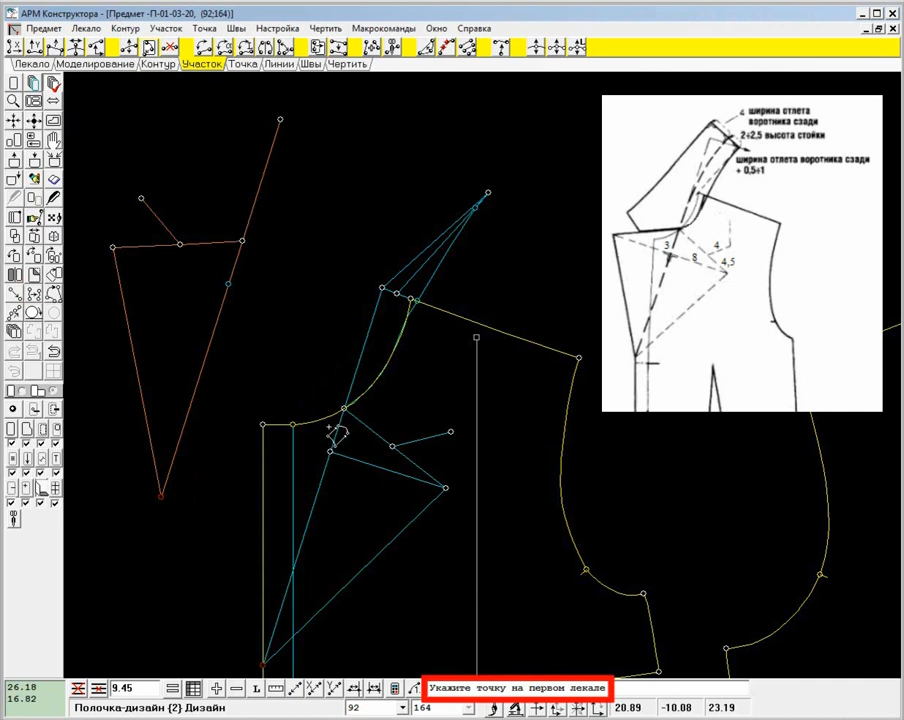 АРМ Конструктора - [Предмет -П-01-03-20, (92;164)]
Предмет Лекало Контур Участок Точка Швы Настройка Чертить Макрокоманды Окно Справка
Лекало Моделирование Контур Участок Точка Линии Швы Чертить
4 ширина отлета
воротника сзади
2÷2,5 высота стойки
ширина отлета воротника сзади
+ 0,5÷1
3
4
8
4,5
26.18
16.82
9.45
Укажите точку на первом лекале
Полочка-дизайн {2} Дизайн
92
164
20.89 -10.08 23.19